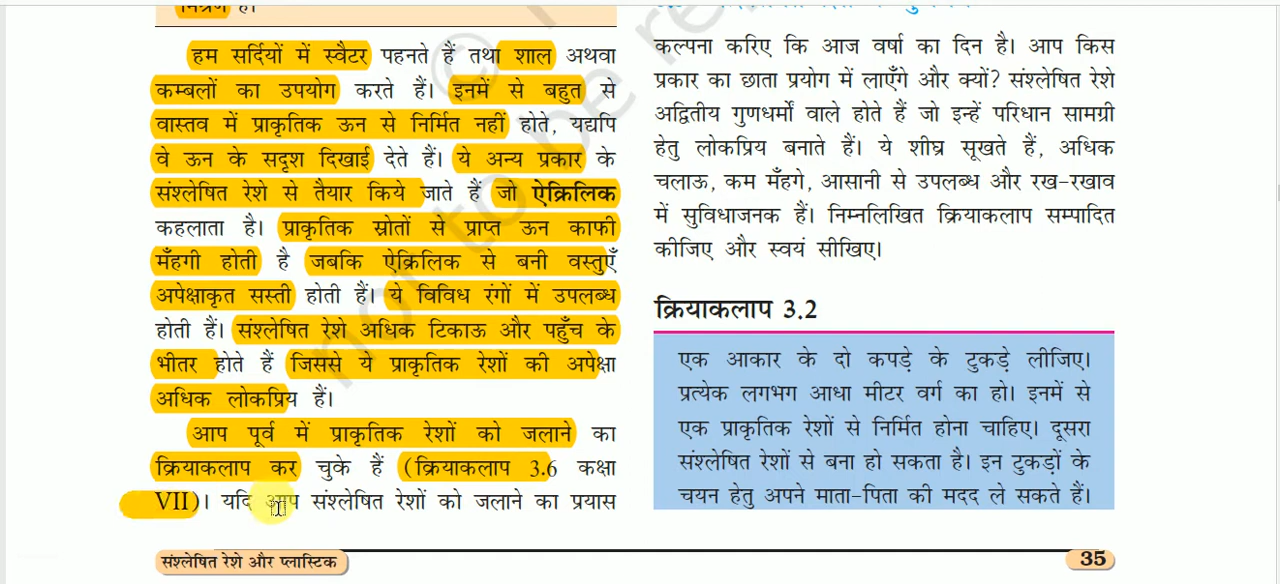 मिश्रण है।
हम सर्दियों में स्वैटर पहनते हैं तथा शाल अथवा
कम्बलों का उपयोग करते हैं। इनमें से बहुत से
वास्तव में प्राकृतिक ऊन से निर्मित नहीं होते, यद्यपि
वे ऊन के सदृश दिखाई देते हैं। ये अन्य प्रकार के
संश्लेषित रेशे से तैयार किये जाते हैं जो ऐक्रिलिक
कहलाता है। प्राकृतिक स्रोतों से प्राप्त ऊन काफी
मँहगी होती है जबकि ऐक्रिलिक से बनी वस्तुएँ
अपेक्षाकृत सस्ती होती हैं। ये विविध रंगों में उपलब्ध
होती हैं। संश्लेषित रेशे अधिक टिकाऊ और पहुँच के
भीतर होते हैं जिससे ये प्राकृतिक रेशों की अपेक्षा
अधिक लोकप्रिय हैं।
आप पूर्व में प्राकृतिक रेशों को जलाने का
क्रियाकलाप कर चुके हैं (क्रियाकलाप 3.6 कक्षा
VII)। यदि आप संश्लेषित रेशों को जलाने का प्रयास
कल्पना करिए कि आज वर्षा का दिन है। आप किस
प्रकार का छाता प्रयोग में लाएँगे और क्यों? संश्लेषित रेशे
अद्वितीय गुणधर्मों वाले होते हैं जो इन्हें परिधान सामग्री
हेतु लोकप्रिय बनाते हैं। ये शीघ्र सूखते हैं, अधिक
चलाऊ, कम मँहगे, आसानी से उपलब्ध और रख-रखाव
में सुविधाजनक हैं। निम्नलिखित क्रियाकलाप सम्पादित
कीजिए और स्वयं सीखिए।
क्रियाकलाप 3.2
एक आकार के दो कपड़े के टुकड़े लीजिए।
प्रत्येक लगभग आधा मीटर वर्ग का हो। इनमें से
एक प्राकृतिक रेशों से निर्मित होना चाहिए। दूसरा
संश्लेषित रेशों से बना हो सकता है। इन टुकड़ों के
चयन हेतु अपने माता-पिता की मदद ले सकते हैं।
संश्लेषित रेशे और प्लास्टिक
35
© not to be re